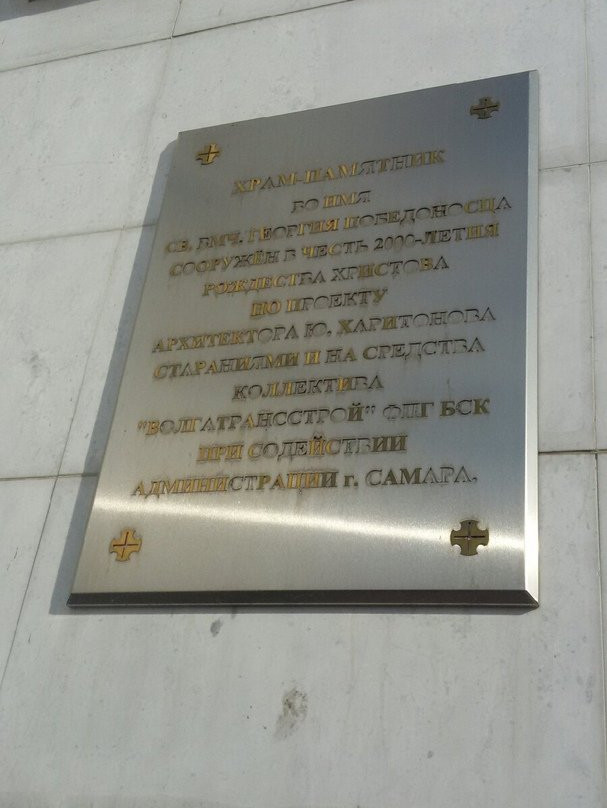 ХРАМ-ПАМЯТНИК
ВО ИМЯ
СВ. ВМЧ. ГЕОРГИЯ ПОБЕДОНОСЦА
СООРУЖЁН В ЧЕСТЬ 2000-ЛЕТИЯ
РОЖДЕСТВА ХРИСТОВА
ПО ПРОЕКТУ
АРХИТЕКТОРА Ю. ХАРИТОНОВА
СТАРАНИЯМИ И НА СРЕДСТВА
КОЛЛЕКТИВА
"ВОЛГАТРАНССТРОЙ" ФПГ БСК
ПРИ СОДЕЙСТВИИ
АДМИНИСТРАЦИИ г. САМАРА.